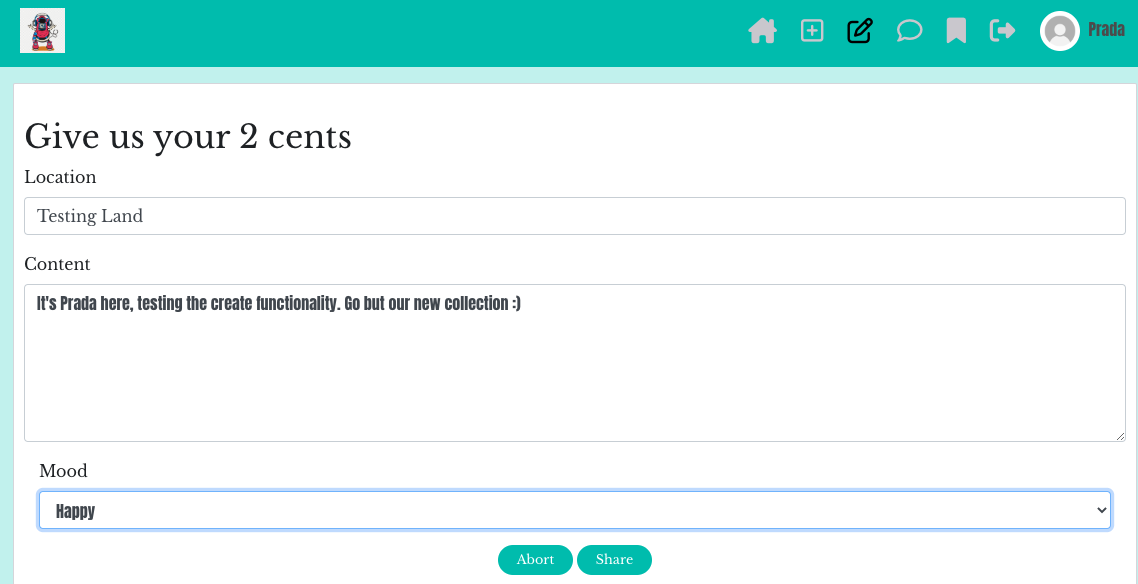 Prada
Give us your 2 cents
Location
Testing Land
Content
It's Prada here, testing the create functionality. Go but our new collection :)
Mood
Happy
Abort
Share